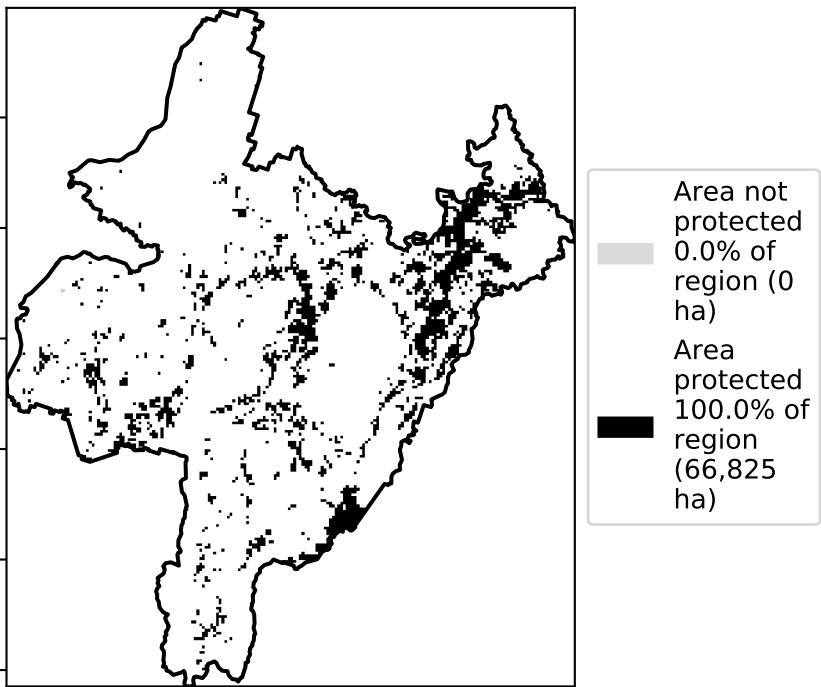 Area not
protected
0.0% of
region (0
ha)
Area
protected
100.0% of
region
(66,825
ha)